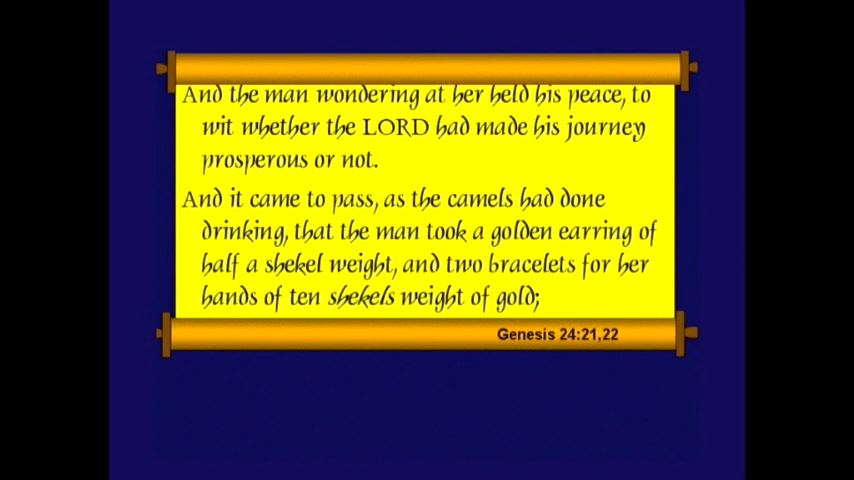 And the man wondering at her held his peace, to
wit whether the LORD had made his journey
prosperous or not.
And it came to pass, as the camels had done
drinking, that the man took a golden earring of
half a shekel weight, and two bracelets for her
hands of ten shekels weight of gold;
Genesis 24:21,22